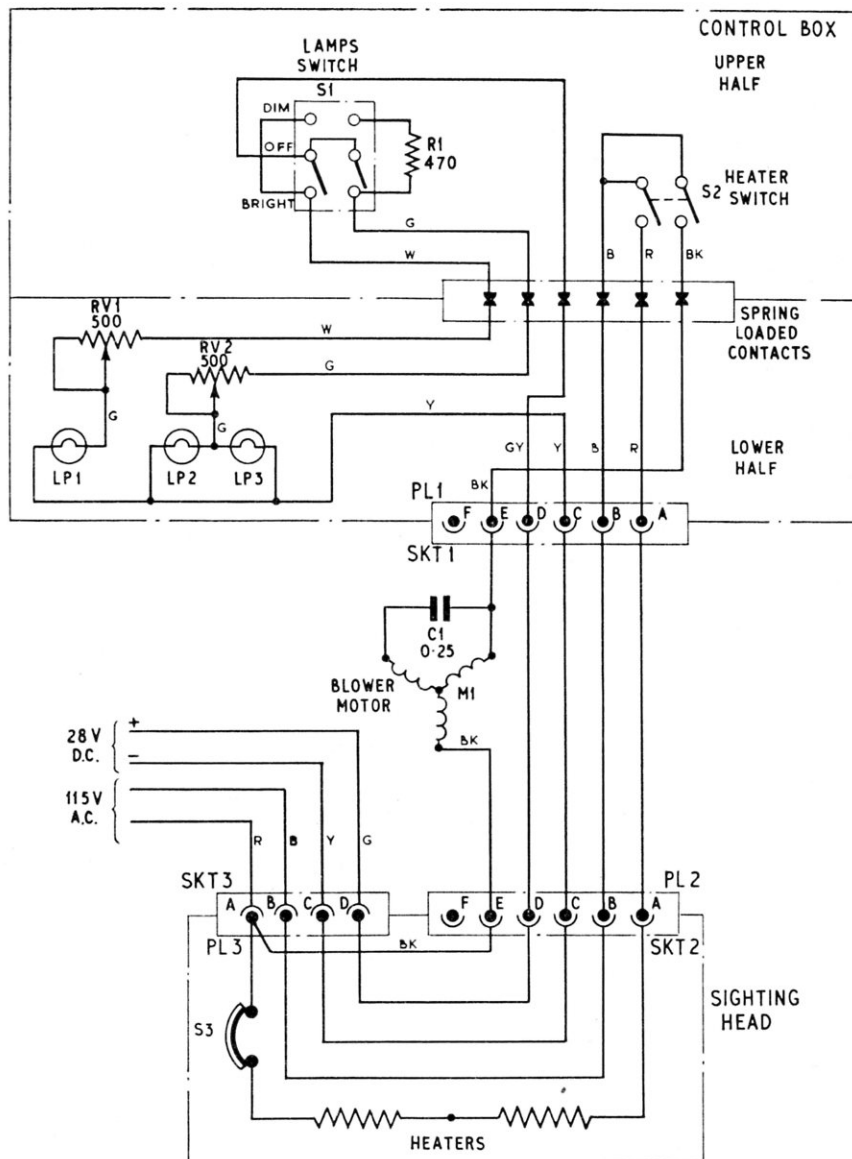 CONTROL BOX
UPPER
HALF
LAMPS
SWITCH
S1
DIM
OFF
BRIGHT
R1
470
S2
HEATER
SWITCH
G
W
B
R
BK
SPRING
LOADED
CONTACTS
RV1
500
W
RV2
500
G
G
G
Y
LP1
LP2
LP3
GY
Y
B
R
LOWER
HALF
BK
PL1
F E D C B A
SKT1
C1
0·25
BLOWER
MOTOR
M1
BK
28V
D.C.
+
−
115V
A.C.
R
B
Y
G
SKT3
PL2
A B C D
F E D C B A
PL3
BK
SKT2
S3
SIGHTING
HEAD
HEATERS